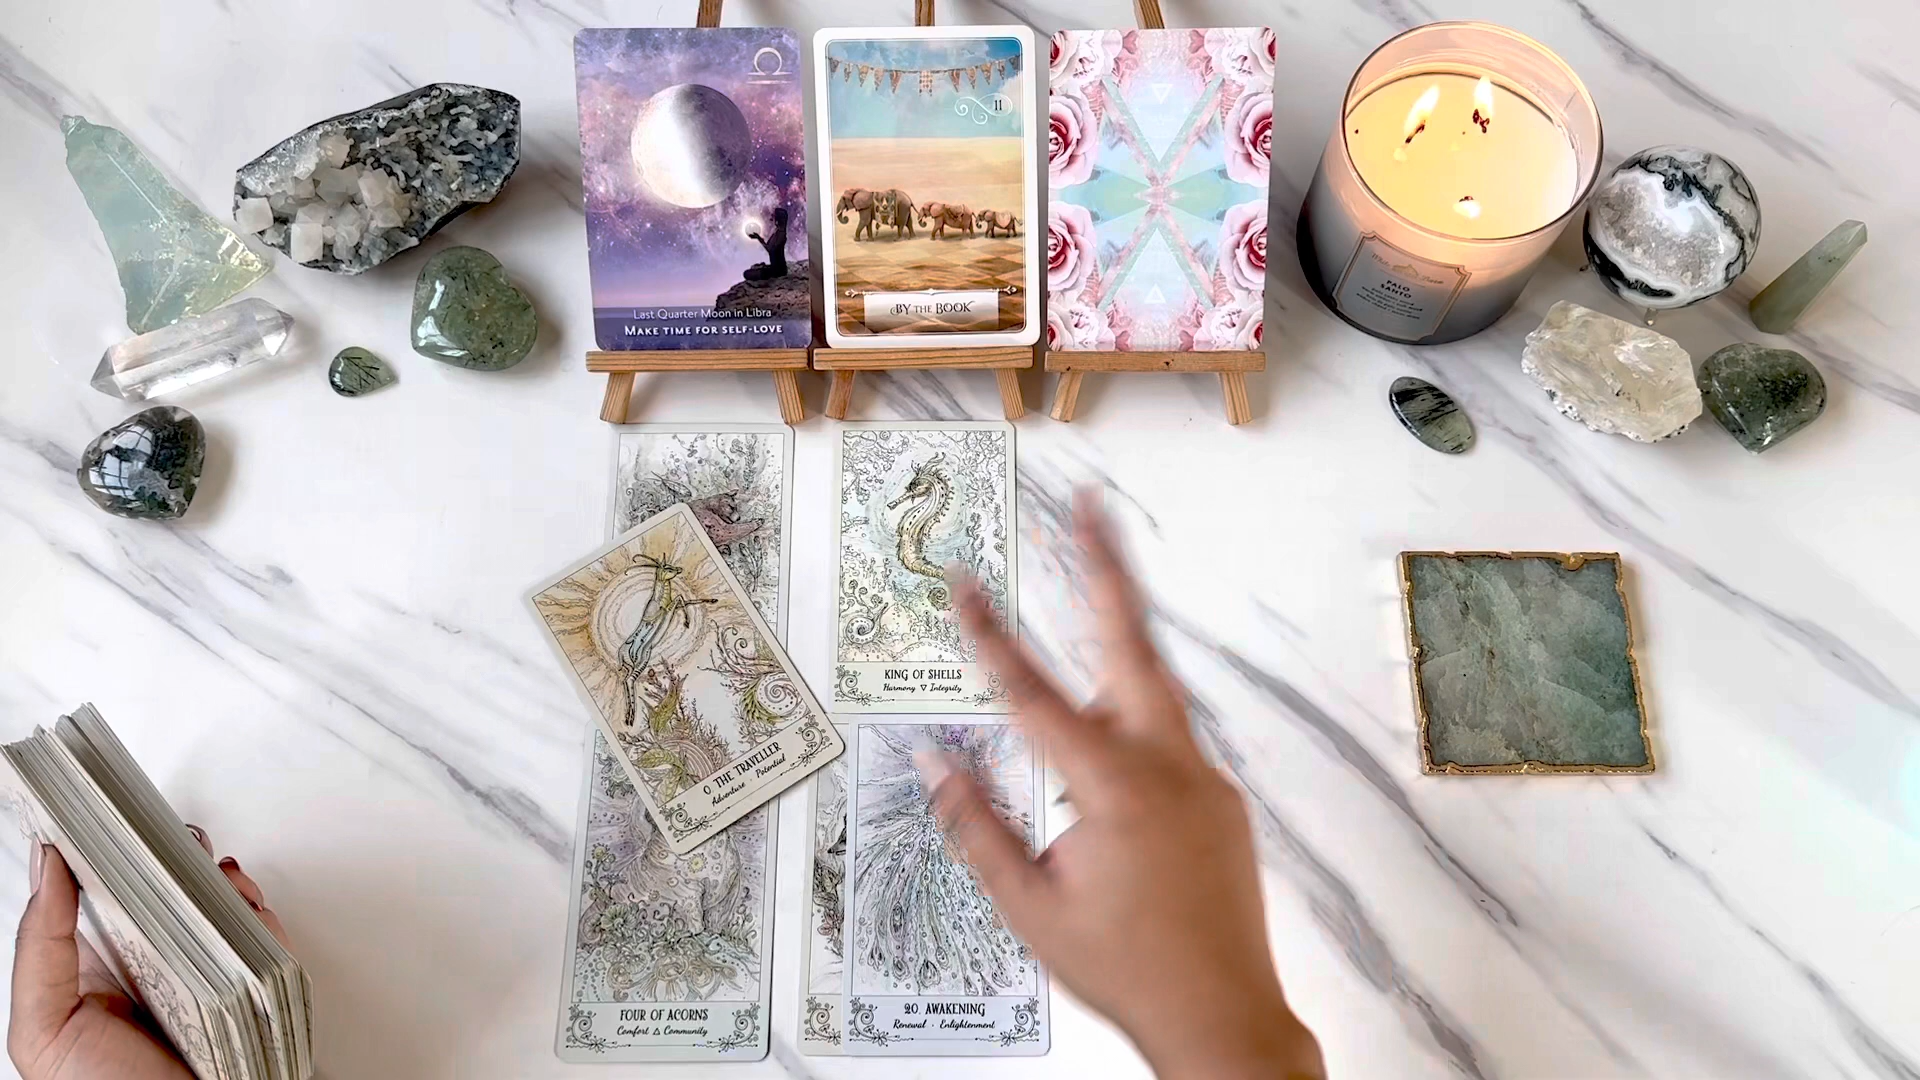 Last Quarter Moon in Libra
MAKE TIME FOR SELF-LOVE
11
BY THE BOOK
PALO
SANTO
KING OF SHELLS
Harmony ▽ Integrity
0 THE TRAVELLER
Adventure · Potential
FOUR OF ACORNS
Comfort △ Community
20. AWAKENING
Renewal · Enlightenment